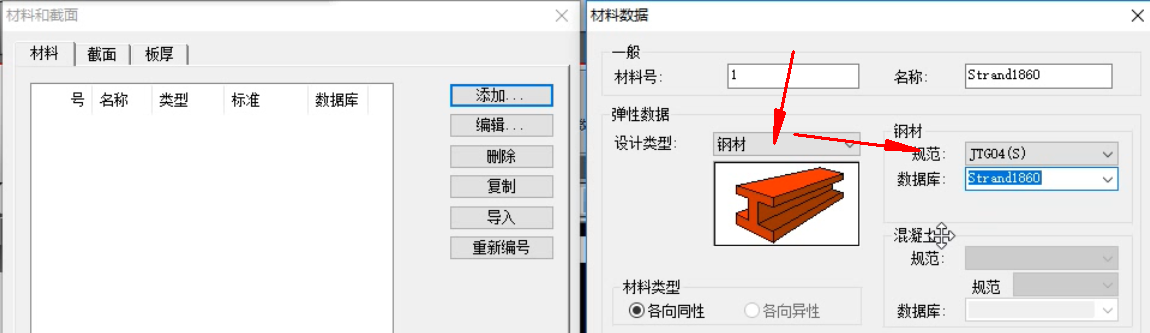 材料和截面
材料
截面
板厚
号 名称 类型 标准 数据库
添加...
编辑...
删除
复制
导入
重新编号
材料数据
一般
材料号: 1 名称: Strand1860
弹性数据
设计类型: 钢材
钢材
规范: JTG04(S)
数据库: Strand1860
混凝土
规范:
规范
数据库:
材料类型
各向同性 各向异性